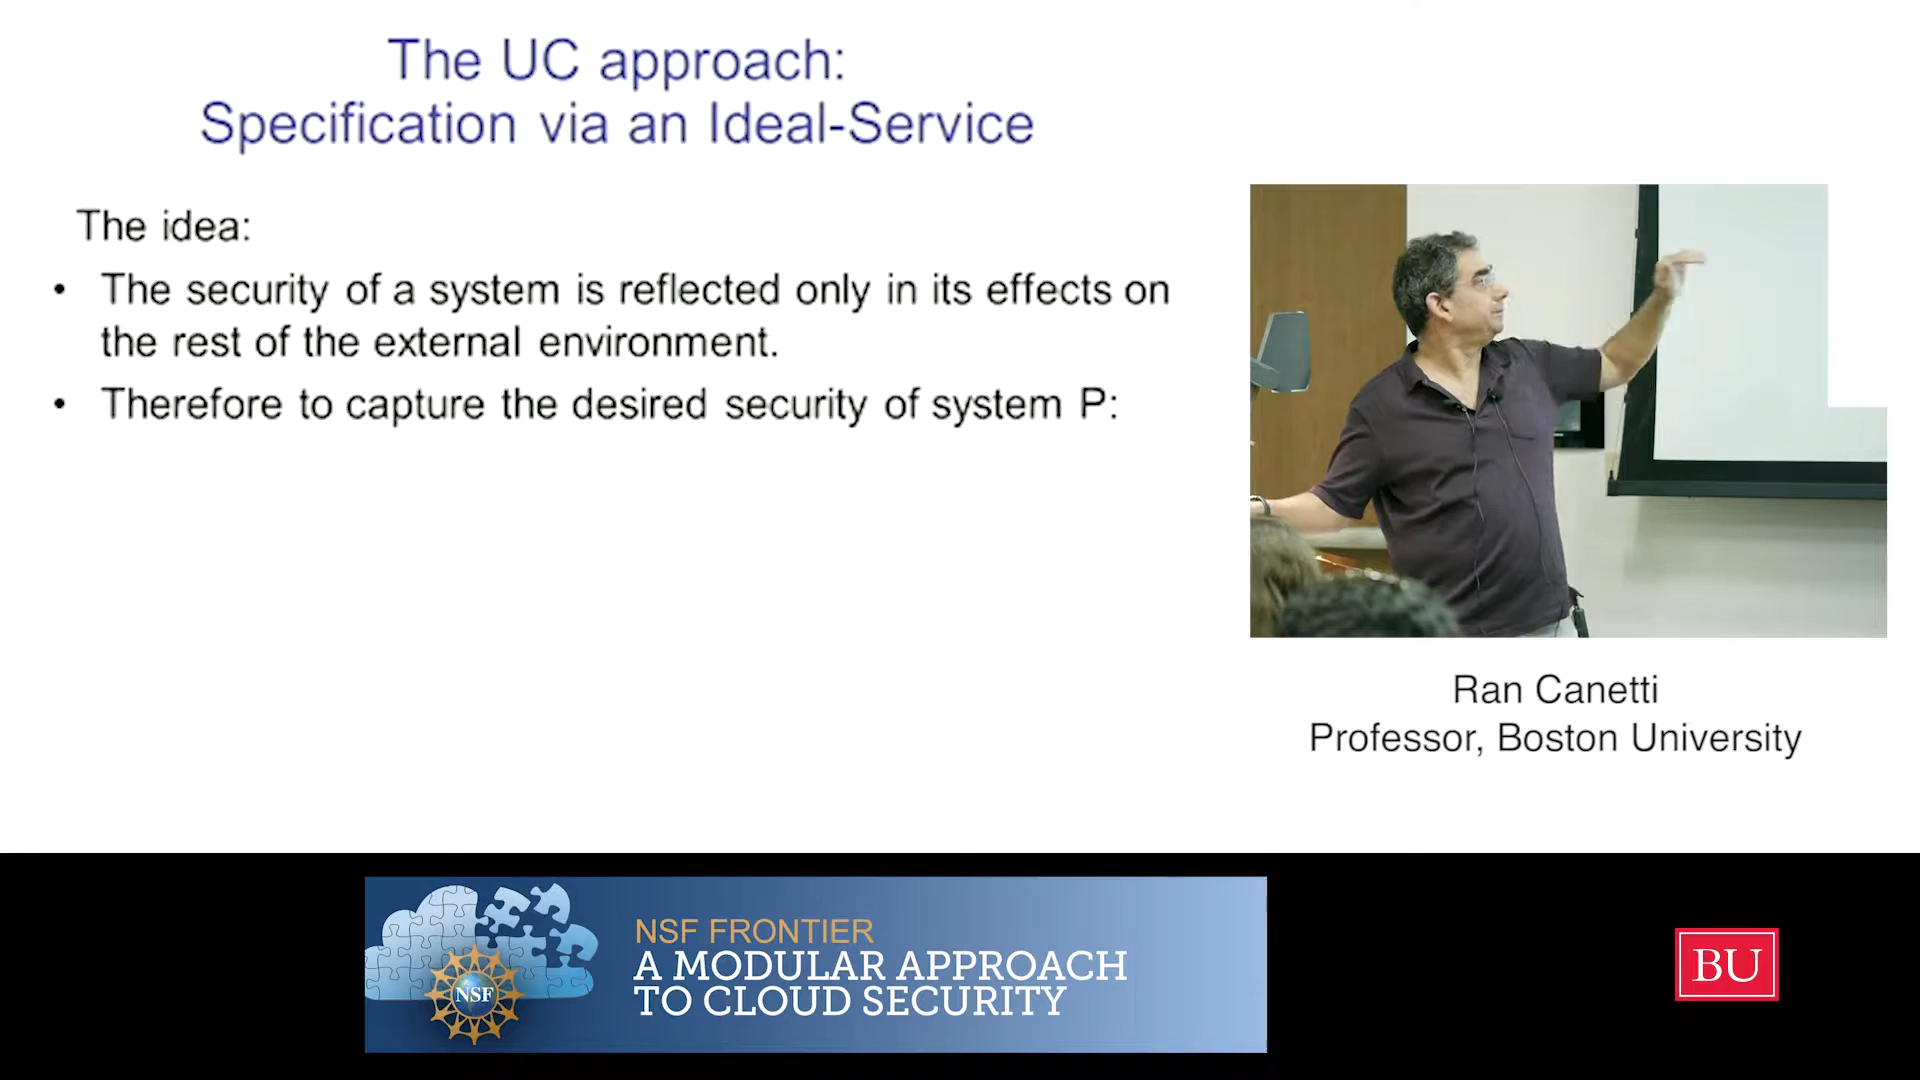 The UC approach:
Specification via an Ideal-Service
The idea:
• The security of a system is reflected only in its effects on
the rest of the external environment.
• Therefore to capture the desired security of system P:
Ran Canetti
Professor, Boston University
NSF
NSF FRONTIER
A MODULAR APPROACH
TO CLOUD SECURITY
BU